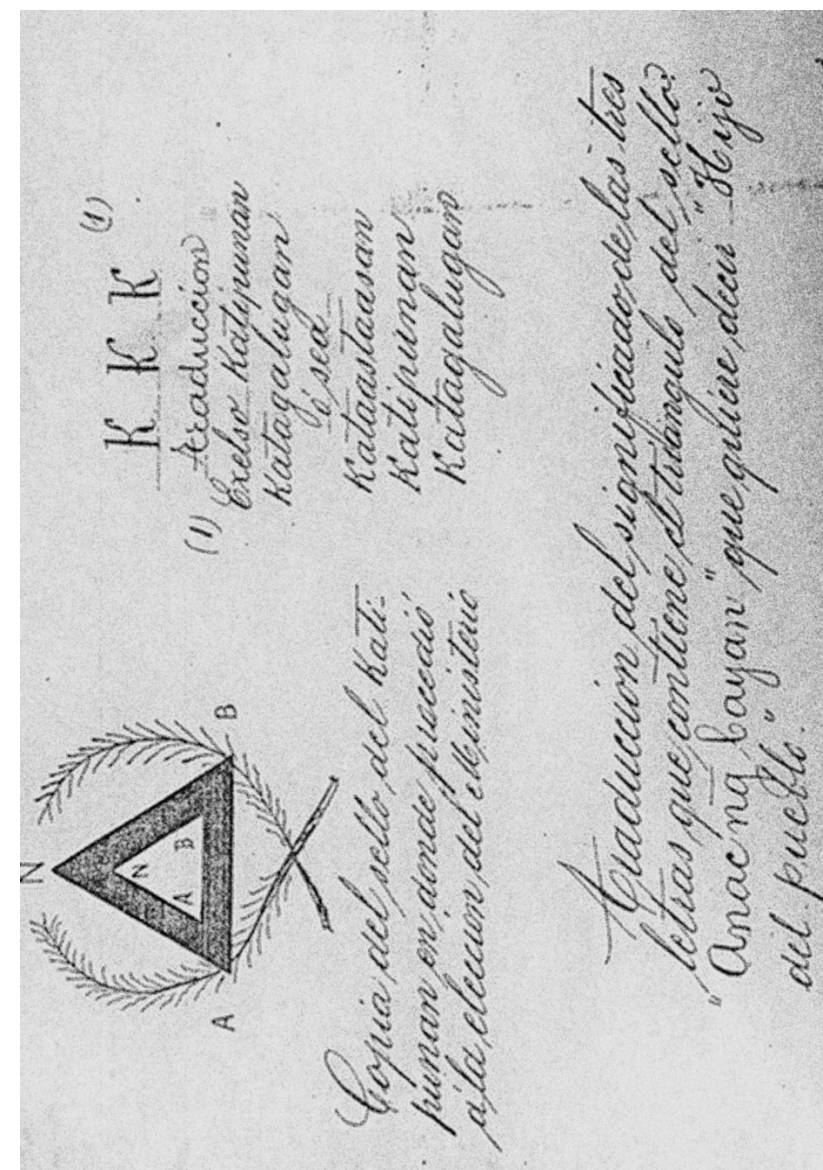 N
N
A B
A B
Copia del sello del Kati-
punan en donde procedió
á la eleccion del Ministerio
K. K. K (1)
Traduccion
(1) Exelso Katipunan
Katagalugan
ó sea
Kataastaasan
Katipunan
Katagalugan
Traduccion del significado de las tres
letras que contiene el triángulo del sello.
"Anac ng bayan" que quiere decir "Hijo
del pueblo."